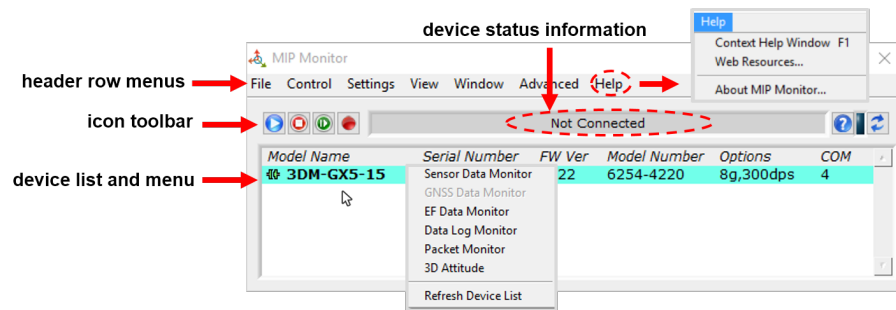 device status information
Help
Context Help Window F1
Web Resources...
About MIP Monitor...
MIP Monitor
header row menus
File Control Settings View Window Advanced Help
icon toolbar
Not Connected
Model Name Serial Number FW Ver Model Number Options COM
device list and menu
3DM-GX5-15 22 6254-4220 8g,300dps 4
Sensor Data Monitor
GNSS Data Monitor
EF Data Monitor
Data Log Monitor
Packet Monitor
3D Attitude
Refresh Device List